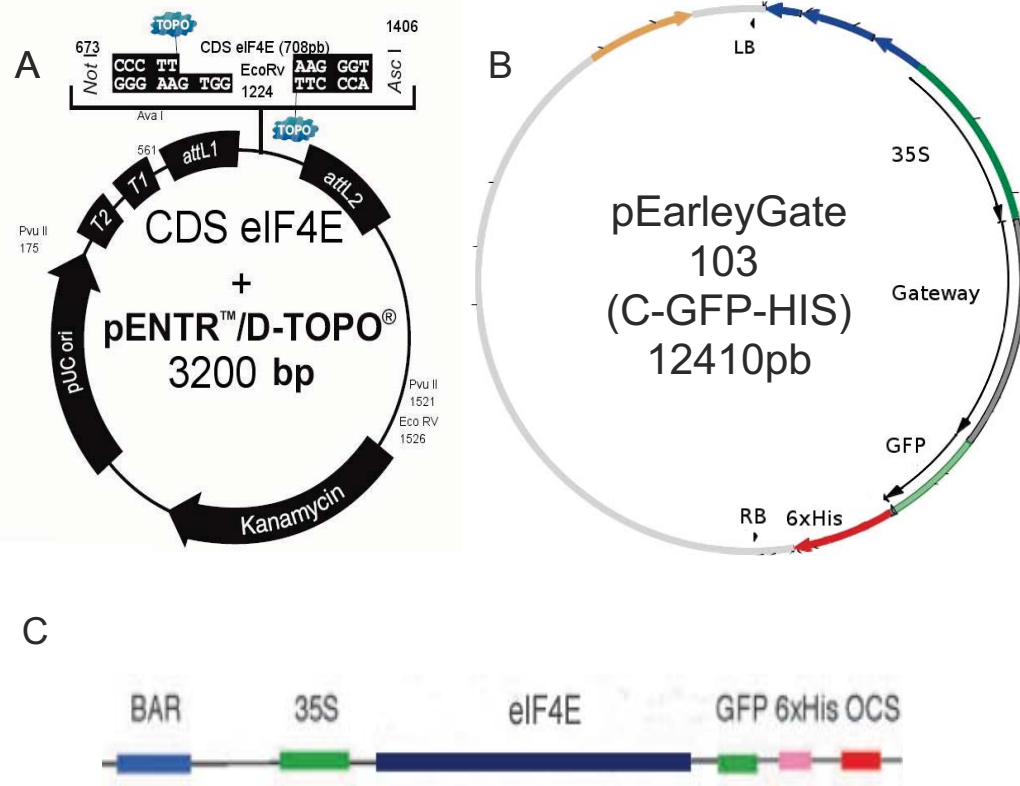 A
TOPO
673
CDS eIF4E (708pb)
1406
Not I
CCC TT
GGG AAG TGG
EcoRv
1224
AAG GGT
TTC CCA
Asc I
TOPO
Ava I
561
attL1
attL2
T1
T2
Pvu II
175
CDS eIF4E
+
pENTR™/D-TOPO®
3200 bp
pUC ori
Pvu II
1521
Eco RV
1526
Kanamycin
B
LB
35S
pEarleyGate
103
(C-GFP-HIS)
12410pb
Gateway
GFP
RB
6xHis
C
BAR 35S eIF4E GFP 6xHis OCS